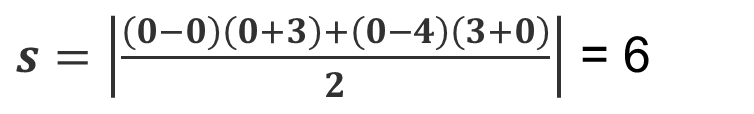 s = |((0−0)(0+3)+(0−4)(3+0))/2| = 6